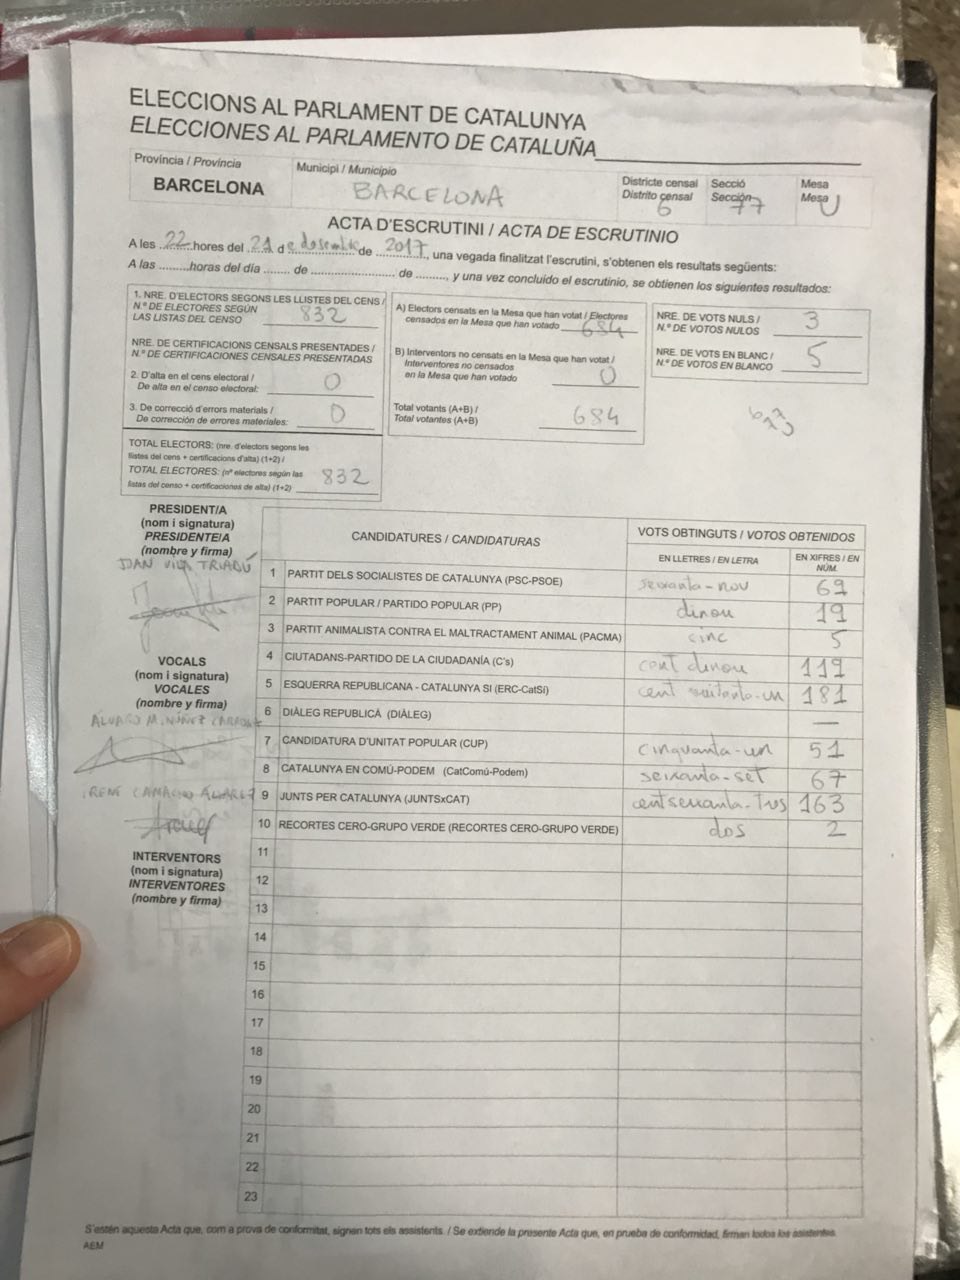 ELECCIONS AL PARLAMENT DE CATALUNYA
ELECCIONES AL PARLAMENTO DE CATALUÑA
Província / Provincia
BARCELONA
Municipi / Municipio
BARCELONA
Districte censal
Distrito censal 6
Secció
Sección 77
Mesa
Mesa U
ACTA D'ESCRUTINI / ACTA DE ESCRUTINIO
A les 22 hores del 21 d e desembre de 2017, una vegada finalitzat l'escrutini, s'obtenen els resultats següents:
A las ......... horas del día ....... de ........................ de ........., y una vez concluido el escrutinio, se obtienen los siguientes resultados:
1. NRE. D'ELECTORS SEGONS LES LLISTES DEL CENS /
N.º DE ELECTORES SEGÚN
LAS LISTAS DEL CENSO 832
NRE. DE CERTIFICACIONS CENSALS PRESENTADES /
N.º DE CERTIFICACIONES CENSALES PRESENTADAS
2. D'alta en el cens electoral /
De alta en el censo electoral: 0
3. De correcció d'errors materials /
De corrección de errores materiales: 0
TOTAL ELECTORS: (nre. d'electors segons les
llistes del cens + certificacions d'alta) (1+2) /
TOTAL ELECTORES: (nº electores según las
listas del censo + certificaciones de alta) (1+2) 832
A) Electors censats en la Mesa que han votat / Electores
censados en la Mesa que han votado 684
B) Interventors no censats en la Mesa que han votat /
Interventores no censados
en la Mesa que han votado 0
Total votants (A+B) /
Total votantes (A+B) 684
NRE. DE VOTS NULS /
N.º DE VOTOS NULOS 3
NRE. DE VOTS EN BLANC /
N.º DE VOTOS EN BLANCO 5
PRESIDENT/A
(nom i signatura)
PRESIDENTE/A
(nombre y firma)
JOAN VILA TRIADÚ
VOCALS
(nom i signatura)
VOCALES
(nombre y firma)
ÁLVARO M. NÚÑEZ
IRENE CAMACHO ALVAREZ
INTERVENTORS
(nom i signatura)
INTERVENTORES
(nombre y firma)
CANDIDATURES / CANDIDATURAS
VOTS OBTINGUTS / VOTOS OBTENIDOS
EN LLETRES / EN LETRA
EN XIFRES / EN NÚM.
1 PARTIT DELS SOCIALISTES DE CATALUNYA (PSC-PSOE) seixanta-nou 69
2 PARTIT POPULAR / PARTIDO POPULAR (PP) dinou 19
3 PARTIT ANIMALISTA CONTRA EL MALTRACTAMENT ANIMAL (PACMA) cinc 5
4 CIUTADANS-PARTIDO DE LA CIUDADANÍA (C's) cent dinou 119
5 ESQUERRA REPUBLICANA - CATALUNYA SI (ERC-CatSí) cent vuitanta-un 181
6 DIÀLEG REPUBLICÀ (DIÀLEG) —
7 CANDIDATURA D'UNITAT POPULAR (CUP) cinquanta-un 51
8 CATALUNYA EN COMÚ-PODEM (CatComú-Podem) seixanta-set 67
9 JUNTS PER CATALUNYA (JUNTSxCAT) cent seixanta-tres 163
10 RECORTES CERO-GRUPO VERDE (RECORTES CERO-GRUPO VERDE) dos 2
11
12
13
14
15
16
17
18
19
20
21
22
23
S'estén aquesta Acta que, com a prova de conformitat, signan tots els assistents. / Se extiende la presente Acta que, en prueba de conformidad, firman todos los asistentes.
AEM